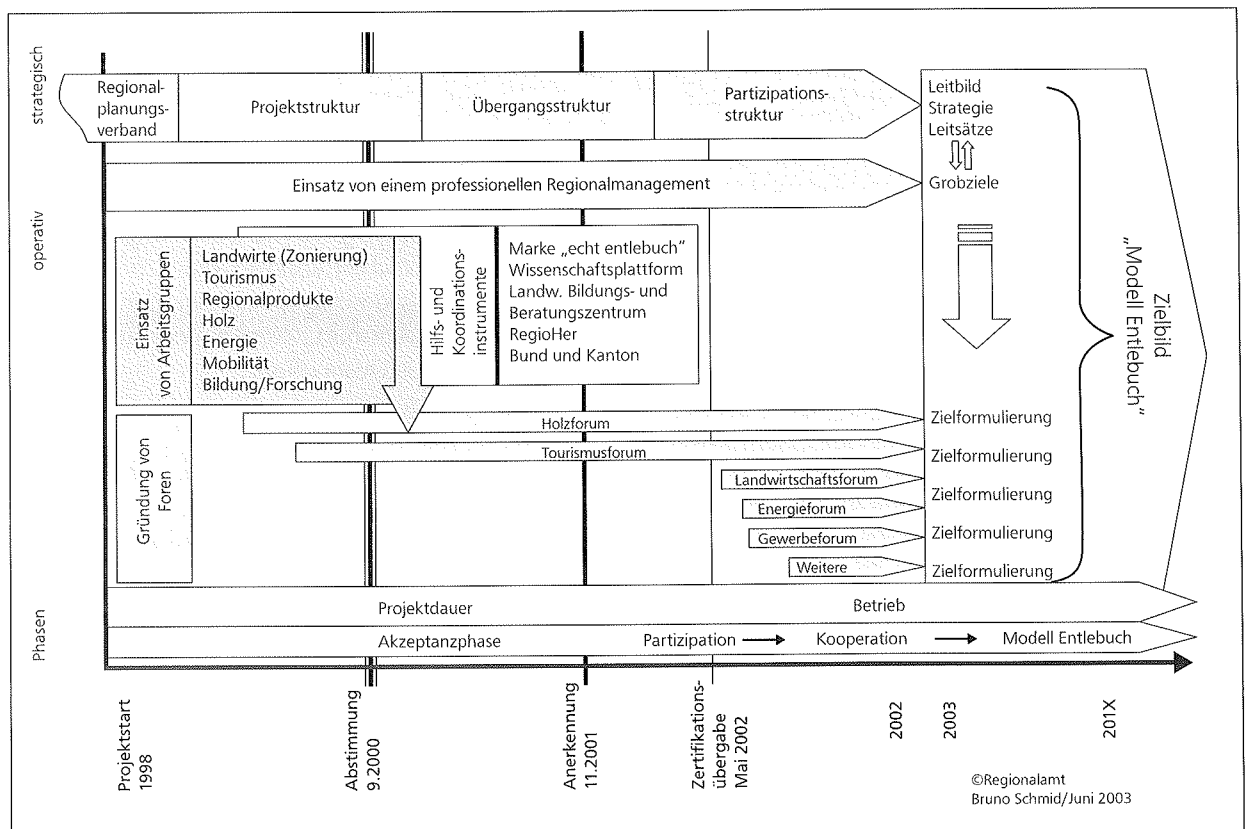 strategisch
Regional-
planungs-
verband
Projektstruktur
Übergangsstruktur
Partizipations-
struktur
Leitbild
Strategie
Leitsätze
Grobziele
Einsatz von einem professionellen Regionalmanagement
operativ
Einsatz
von Arbeitsgruppen
Landwirte (Zonierung)
Tourismus
Regionalprodukte
Holz
Energie
Mobilität
Bildung/Forschung
Hilfs- und
Koordinations-
instrumente
Marke „echt entlebuch"
Wissenschaftsplattform
Landw. Bildungs- und
Beratungszentrum
RegioHer
Bund und Kanton
Zielbild
„Modell Entlebuch"
Gründung von
Foren
Holzforum
Zielformulierung
Tourismusforum
Zielformulierung
Landwirtschaftsforum
Zielformulierung
Energieforum
Gewerbeforum
Zielformulierung
Weitere
Zielformulierung
Phasen
Projektdauer
Betrieb
Akzeptanzphase
Partizipation
Kooperation
Modell Entlebuch
Projektstart
1998
Abstimmung
9.2000
Anerkennung
11.2001
Zertifikations-
übergabe
Mai 2002
2002
2003
201X
©Regionalamt
Bruno Schmid/Juni 2003